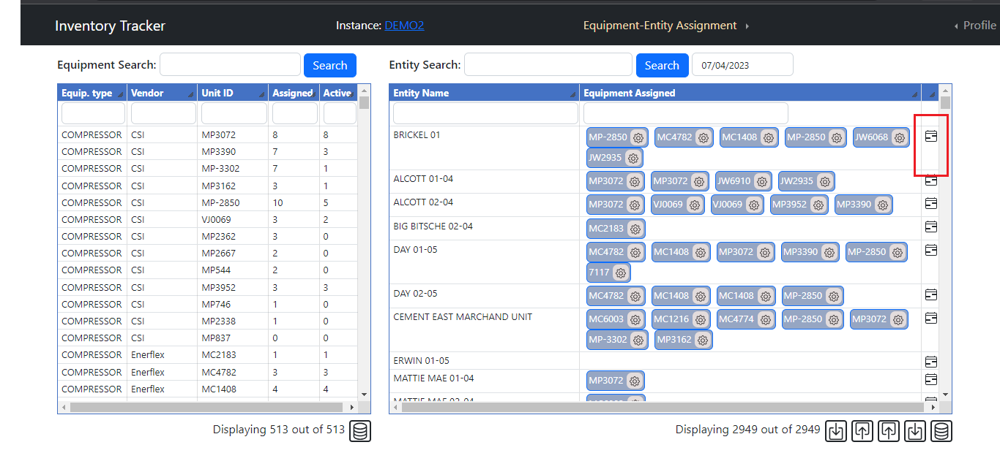 Inventory Tracker Instance: DEMO2 Equipment-Entity Assignment Profile
Equipment Search: Search Entity Search: Search 07/04/2023
Equip. type Vendor Unit ID Assigned Active
COMPRESSOR CSI MP3072 8 8
COMPRESSOR CSI MP3390 7 3
COMPRESSOR CSI MP-3302 7 1
COMPRESSOR CSI MP3162 3 1
COMPRESSOR CSI MP-2850 10 5
COMPRESSOR CSI VJ0069 3 2
COMPRESSOR CSI MP2362 3 0
COMPRESSOR CSI MP2667 2 0
COMPRESSOR CSI MP544 2 0
COMPRESSOR CSI MP3952 3 3
COMPRESSOR CSI MP746 1 0
COMPRESSOR CSI MP2338 1 0
COMPRESSOR CSI MP837 0 0
COMPRESSOR Enerflex MC2183 1 1
COMPRESSOR Enerflex MC4782 3 3
COMPRESSOR Enerflex MC1408 4 4
Displaying 513 out of 513
Entity Name Equipment Assigned
BRICKEL 01 MP-2850 MC4782 MC1408 MP-2850 JW6068
JW2935
ALCOTT 01-04 MP3072 MP3072 JW6910 JW2935
ALCOTT 02-04 MP3072 VJ0069 VJ0069 MP3952 MP3390
BIG BITSCHE 02-04 MC2183
DAY 01-05 MC4782 MC1408 MP3072 MP3390 MP-2850
7117
DAY 02-05 MC4782 MC1408 MC1408 MP-2850
CEMENT EAST MARCHAND UNIT MC6003 MC1216 MC4774 MP-2850 MP3072
MP-3302 MP3162
ERWIN 01-05
MATTIE MAE 01-04 MP3072
MATTIE MAE 02-04
Displaying 2949 out of 2949